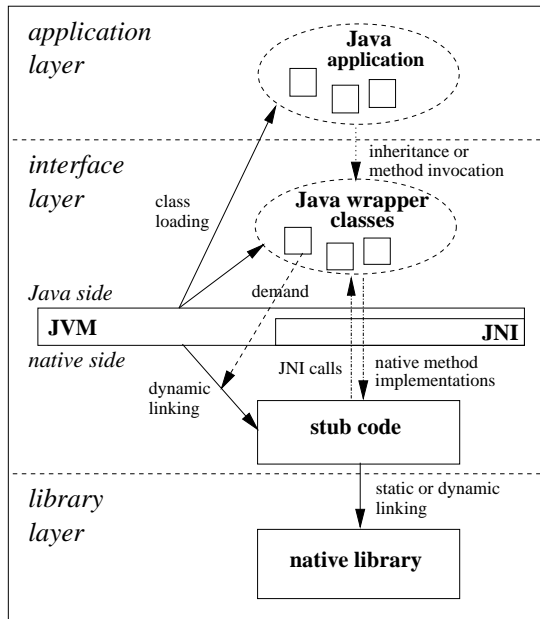 application
layer
Java
application
interface
layer
inheritance or
method invocation
class
loading
Java wrapper
classes
Java side
demand
JVM
JNI
native side
JNI calls
native method
implementations
dynamic
linking
stub code
library
layer
static or dynamic
linking
native library